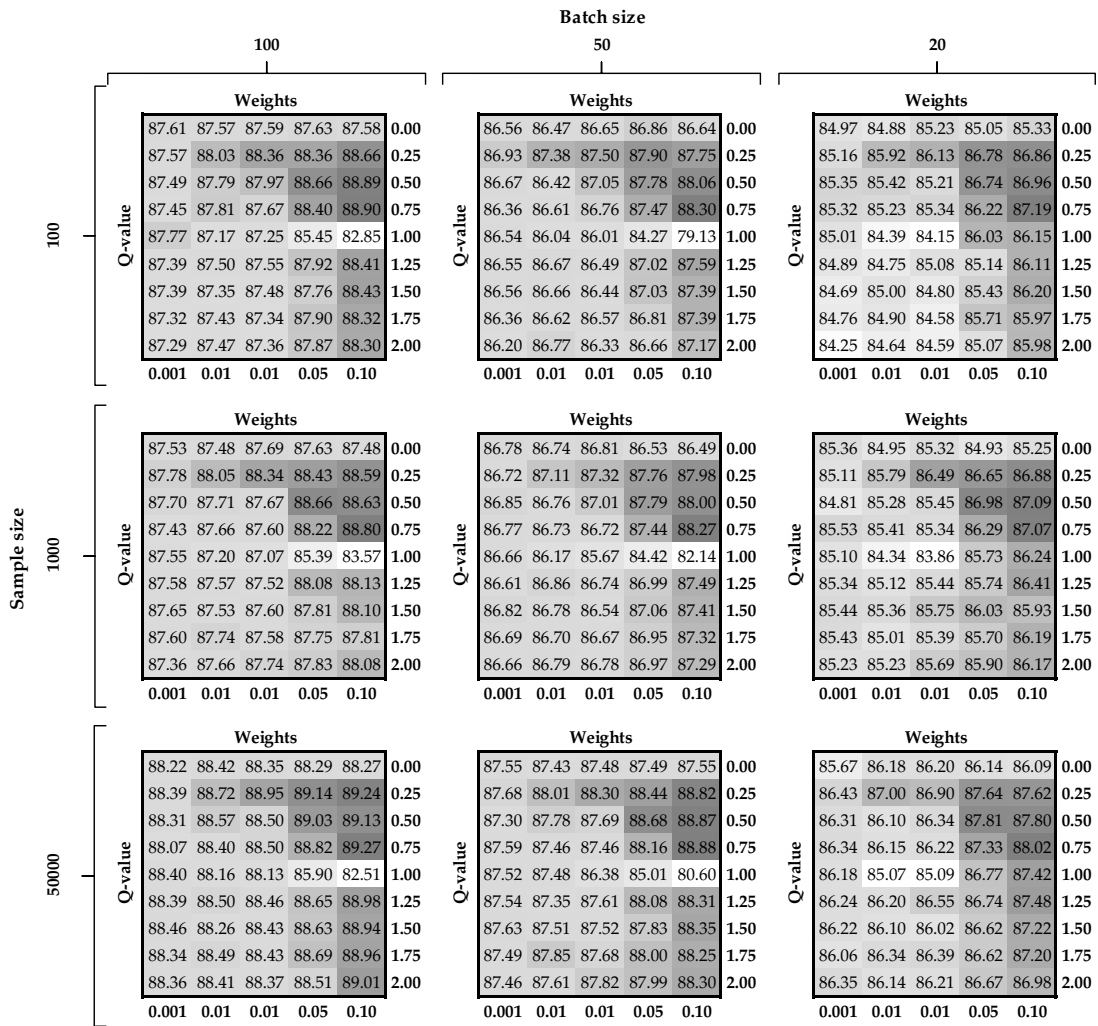 Batch size
100 50 20
Sample size
100
Weights
Q-value
87.61 87.57 87.59 87.63 87.58 0.00
87.57 88.03 88.36 88.36 88.66 0.25
87.49 87.79 87.97 88.66 88.89 0.50
87.45 87.81 87.67 88.40 88.90 0.75
87.77 87.17 87.25 85.45 82.85 1.00
87.39 87.50 87.55 87.92 88.41 1.25
87.39 87.35 87.48 87.76 88.43 1.50
87.32 87.43 87.34 87.90 88.32 1.75
87.29 87.47 87.36 87.87 88.30 2.00
0.001 0.01 0.01 0.05 0.10
Weights
Q-value
86.56 86.47 86.65 86.86 86.64 0.00
86.93 87.38 87.50 87.90 87.75 0.25
86.67 86.42 87.05 87.78 88.06 0.50
86.36 86.61 86.76 87.47 88.30 0.75
86.54 86.04 86.01 84.27 79.13 1.00
86.55 86.67 86.49 87.02 87.59 1.25
86.56 86.66 86.44 87.03 87.39 1.50
86.36 86.62 86.57 86.81 87.39 1.75
86.20 86.77 86.33 86.66 87.17 2.00
0.001 0.01 0.01 0.05 0.10
Weights
Q-value
84.97 84.88 85.23 85.05 85.33 0.00
85.16 85.92 86.13 86.78 86.86 0.25
85.35 85.42 85.21 86.74 86.96 0.50
85.32 85.23 85.34 86.22 87.19 0.75
85.01 84.39 84.15 86.03 86.15 1.00
84.89 84.75 85.08 85.14 86.11 1.25
84.69 85.00 84.80 85.43 86.20 1.50
84.76 84.90 84.58 85.71 85.97 1.75
84.25 84.64 84.59 85.07 85.98 2.00
0.001 0.01 0.01 0.05 0.10
1000
Weights
Q-value
87.53 87.48 87.69 87.63 87.48 0.00
87.78 88.05 88.34 88.43 88.59 0.25
87.70 87.71 87.67 88.66 88.63 0.50
87.43 87.66 87.60 88.22 88.80 0.75
87.55 87.20 87.07 85.39 83.57 1.00
87.58 87.57 87.52 88.08 88.13 1.25
87.65 87.53 87.60 87.81 88.10 1.50
87.60 87.74 87.58 87.75 87.81 1.75
87.36 87.66 87.74 87.83 88.08 2.00
0.001 0.01 0.01 0.05 0.10
Weights
Q-value
86.78 86.74 86.81 86.53 86.49 0.00
86.72 87.11 87.32 87.76 87.98 0.25
86.85 86.76 87.01 87.79 88.00 0.50
86.77 86.73 86.72 87.44 88.27 0.75
86.66 86.17 85.67 84.42 82.14 1.00
86.61 86.86 86.74 86.99 87.49 1.25
86.82 86.78 86.54 87.06 87.41 1.50
86.69 86.70 86.67 86.95 87.32 1.75
86.66 86.79 86.78 86.97 87.29 2.00
0.001 0.01 0.01 0.05 0.10
Weights
Q-value
85.36 84.95 85.32 84.93 85.25 0.00
85.11 85.79 86.49 86.65 86.88 0.25
84.81 85.28 85.45 86.98 87.09 0.50
85.53 85.41 85.34 86.29 87.07 0.75
85.10 84.34 83.86 85.73 86.24 1.00
85.34 85.12 85.44 85.74 86.41 1.25
85.44 85.36 85.75 86.03 85.93 1.50
85.43 85.01 85.39 85.70 86.19 1.75
85.23 85.23 85.69 85.90 86.17 2.00
0.001 0.01 0.01 0.05 0.10
50000
Weights
Q-value
88.22 88.42 88.35 88.29 88.27 0.00
88.39 88.72 88.95 89.14 89.24 0.25
88.31 88.57 88.50 89.03 89.13 0.50
88.07 88.40 88.50 88.82 89.27 0.75
88.40 88.16 88.13 85.90 82.51 1.00
88.39 88.50 88.46 88.65 88.98 1.25
88.46 88.26 88.43 88.63 88.94 1.50
88.34 88.49 88.43 88.69 88.96 1.75
88.36 88.41 88.37 88.51 89.01 2.00
0.001 0.01 0.01 0.05 0.10
Weights
Q-value
87.55 87.43 87.48 87.49 87.55 0.00
87.68 88.01 88.30 88.44 88.82 0.25
87.30 87.78 87.69 88.68 88.87 0.50
87.59 87.46 87.46 88.16 88.88 0.75
87.52 87.48 86.38 85.01 80.60 1.00
87.54 87.35 87.61 88.08 88.31 1.25
87.63 87.51 87.52 87.83 88.35 1.50
87.49 87.85 87.68 88.00 88.25 1.75
87.46 87.61 87.82 87.99 88.30 2.00
0.001 0.01 0.01 0.05 0.10
Weights
Q-value
85.67 86.18 86.20 86.14 86.09 0.00
86.43 87.00 86.90 87.64 87.62 0.25
86.31 86.10 86.34 87.81 87.80 0.50
86.34 86.15 86.22 87.33 88.02 0.75
86.18 85.07 85.09 86.77 87.42 1.00
86.24 86.20 86.55 86.74 87.48 1.25
86.22 86.10 86.02 86.62 87.22 1.50
86.06 86.34 86.39 86.62 87.20 1.75
86.35 86.14 86.21 86.67 86.98 2.00
0.001 0.01 0.01 0.05 0.10